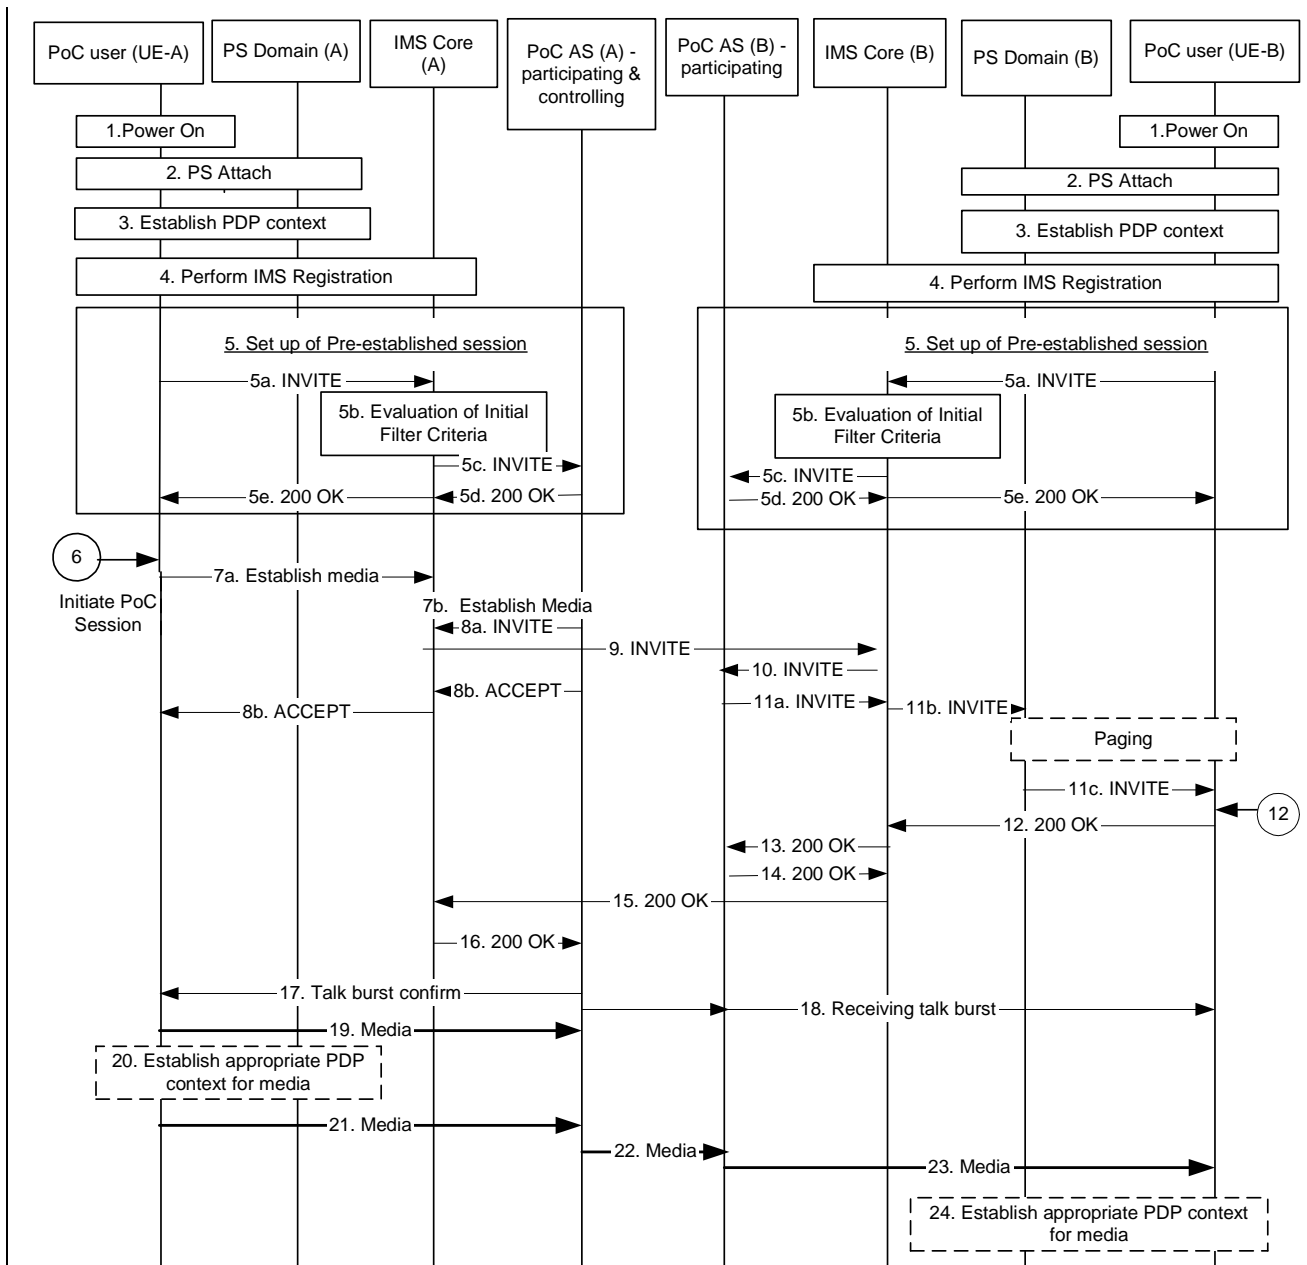 PoC user (UE-A)
PS Domain (A)
IMS Core
(A)
PoC AS (A) -
participating &
controlling
PoC AS (B) -
participating
IMS Core (B)
PS Domain (B)
PoC user (UE-B)
1.Power On
1.Power On
2. PS Attach
2. PS Attach
3. Establish PDP context
3. Establish PDP context
4. Perform IMS Registration
4. Perform IMS Registration
5. Set up of Pre-established session
5. Set up of Pre-established session
5a. INVITE
5a. INVITE
5b. Evaluation of Initial
Filter Criteria
5b. Evaluation of Initial
Filter Criteria
5c. INVITE
5c. INVITE
5e. 200 OK
5d. 200 OK
5d. 200 OK
5e. 200 OK
6
Initiate PoC
Session
7a. Establish media
7b. Establish Media
8a. INVITE
9. INVITE
10. INVITE
8b. ACCEPT
11a. INVITE
8b. ACCEPT
11b. INVITE
Paging
11c. INVITE
12
12. 200 OK
13. 200 OK
14. 200 OK
15. 200 OK
16. 200 OK
17. Talk burst confirm
18. Receiving talk burst
19. Media
20. Establish appropriate PDP
context for media
21. Media
22. Media
23. Media
24. Establish appropriate PDP context
for media